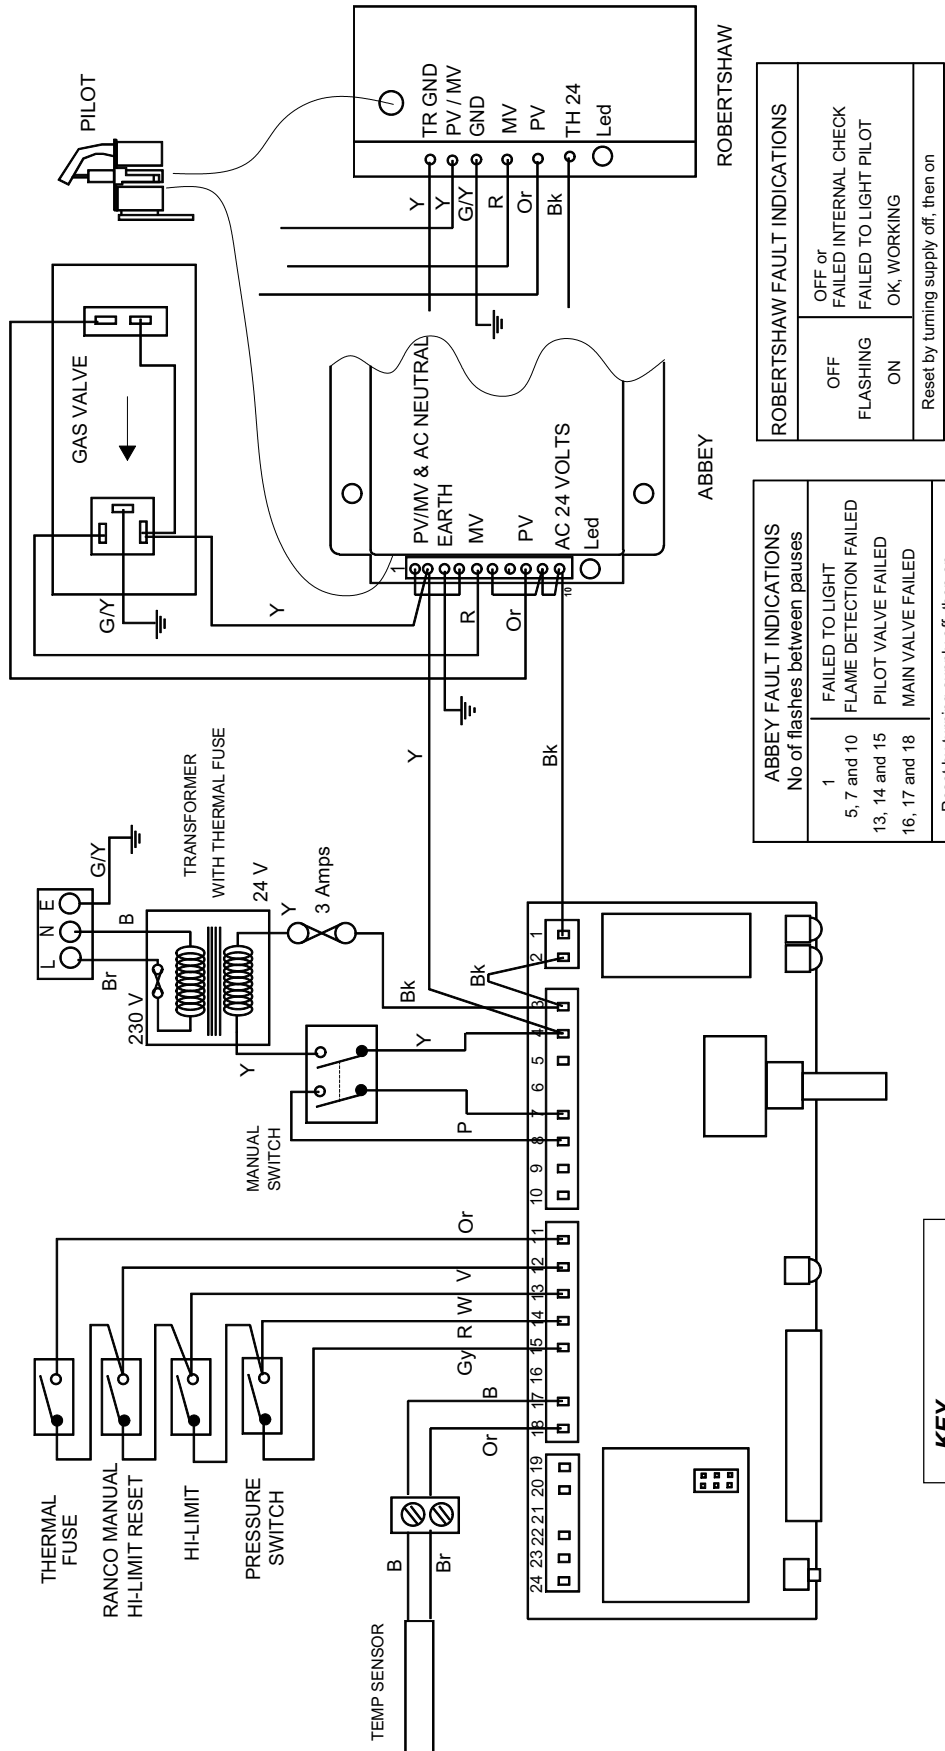 THERMAL
FUSE
RANCO MANUAL
HI-LIMIT RESET
HI-LIMIT
PRESSURE
SWITCH
TEMP SENSOR
B
Br
Or
B
Gy
R
W
V
Or
MANUAL
SWITCH
P
Y
Y
Bk
Bk
L
N
E
Br
B
G/Y
230 V
24 V
TRANSFORMER
WITH THERMAL FUSE
Y
3 Amps
24
23
22
21
20
19
18
17
16
15
14
13
12
11
10
9
8
7
6
5
4
3
2
1
Y
Bk
GAS VALVE
G/Y
Y
R
Or
1
10
PV/MV & AC NEUTRAL
EARTH
MV
PV
AC 24 VOLTS
Led
ABBEY
PILOT
Y
Y
G/Y
R
Or
Bk
TR GND
PV / MV
GND
MV
PV
TH 24
Led
ROBERTSHAW
ABBEY FAULT INDICATIONS
No of flashes between pauses
1 FAILED TO LIGHT
5, 7 and 10 FLAME DETECTION FAILED
13, 14 and 15 PILOT VALVE FAILED
16, 17 and 18 MAIN VALVE FAILED
ROBERTSHAW FAULT INDICATIONS
OFF OFF or
FAILED INTERNAL CHECK
FLASHING FAILED TO LIGHT PILOT
ON OK, WORKING
Reset by turning supply off, then on
KEY